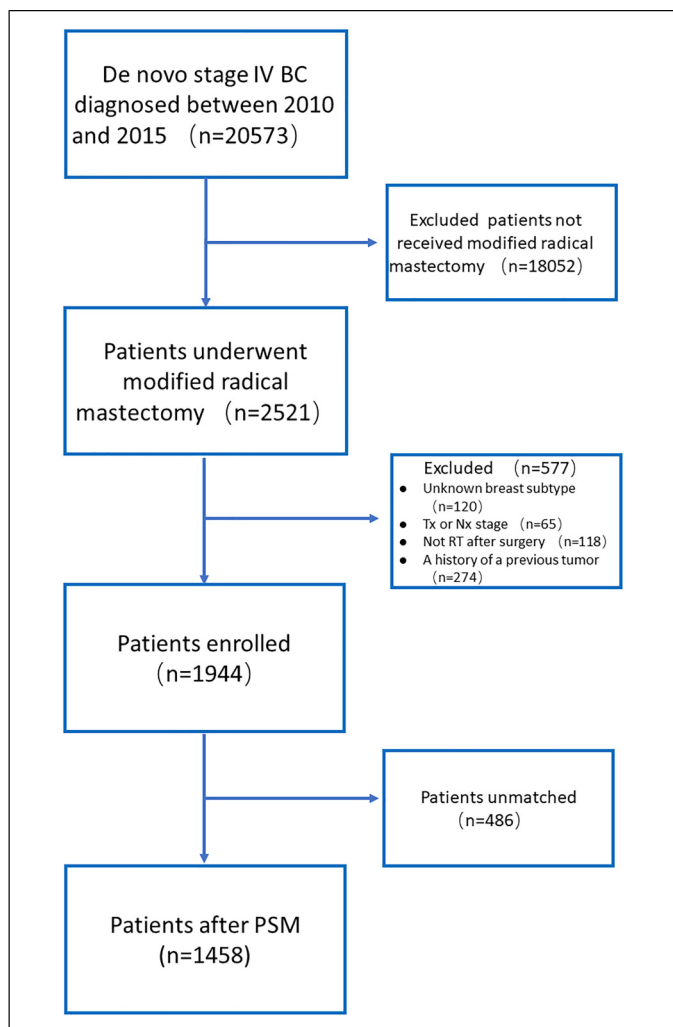 De novo stage IV BC
diagnosed between 2010
and 2015 （n=20573）
Excluded patients not
received modified radical
mastectomy （n=18052）
Patients underwent
modified radical
mastectomy （n=2521）
Excluded （n=577）
● Unknown breast subtype
（n=120）
● Tx or Nx stage （n=65）
● Not RT after surgery （n=118）
● A history of a previous tumor
（n=274）
Patients enrolled
（n=1944）
Patients unmatched
（n=486）
Patients after PSM
(n=1458)